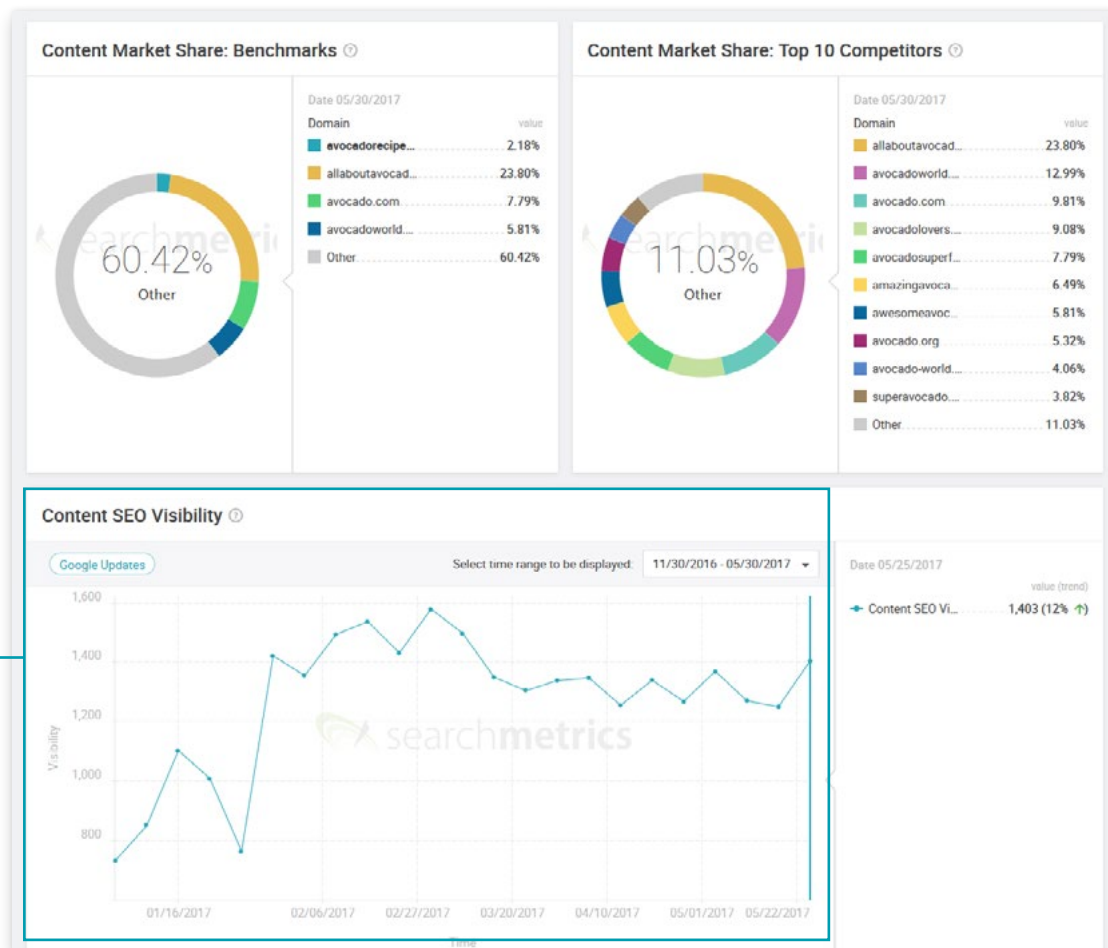 Content Market Share: Benchmarks
Date 05/30/2017
Domain value
avocadorecipe... 2.18%
allaboutavocad... 23.80%
avocado.com 7.79%
avocadoworld.... 5.81%
Other 60.42%
searchmetri
60.42%
Other
Content Market Share: Top 10 Competitors
Date 05/30/2017
Domain value
allaboutavocad... 23.80%
avocadoworld.... 12.99%
avocado.com 9.81%
avocadolovers.... 9.08%
avocadosuperf... 7.79%
amazingavoca... 6.49%
awesomeavoc... 5.81%
avocado.org 5.32%
avocado-world.... 4.06%
superavocado.... 3.82%
Other 11.03%
searchmetri
11.03%
Other
Content SEO Visibility
Google Updates
Select time range to be displayed: 11/30/2016 - 05/30/2017
Date 05/25/2017
value (trend)
Content SEO Vi... 1,403 (12% ↑)
1,600
1,400
1,200
1,000
800
Visibility
searchmetrics
01/16/2017 02/06/2017 02/27/2017 03/20/2017 04/10/2017 05/01/2017 05/22/2017
Time